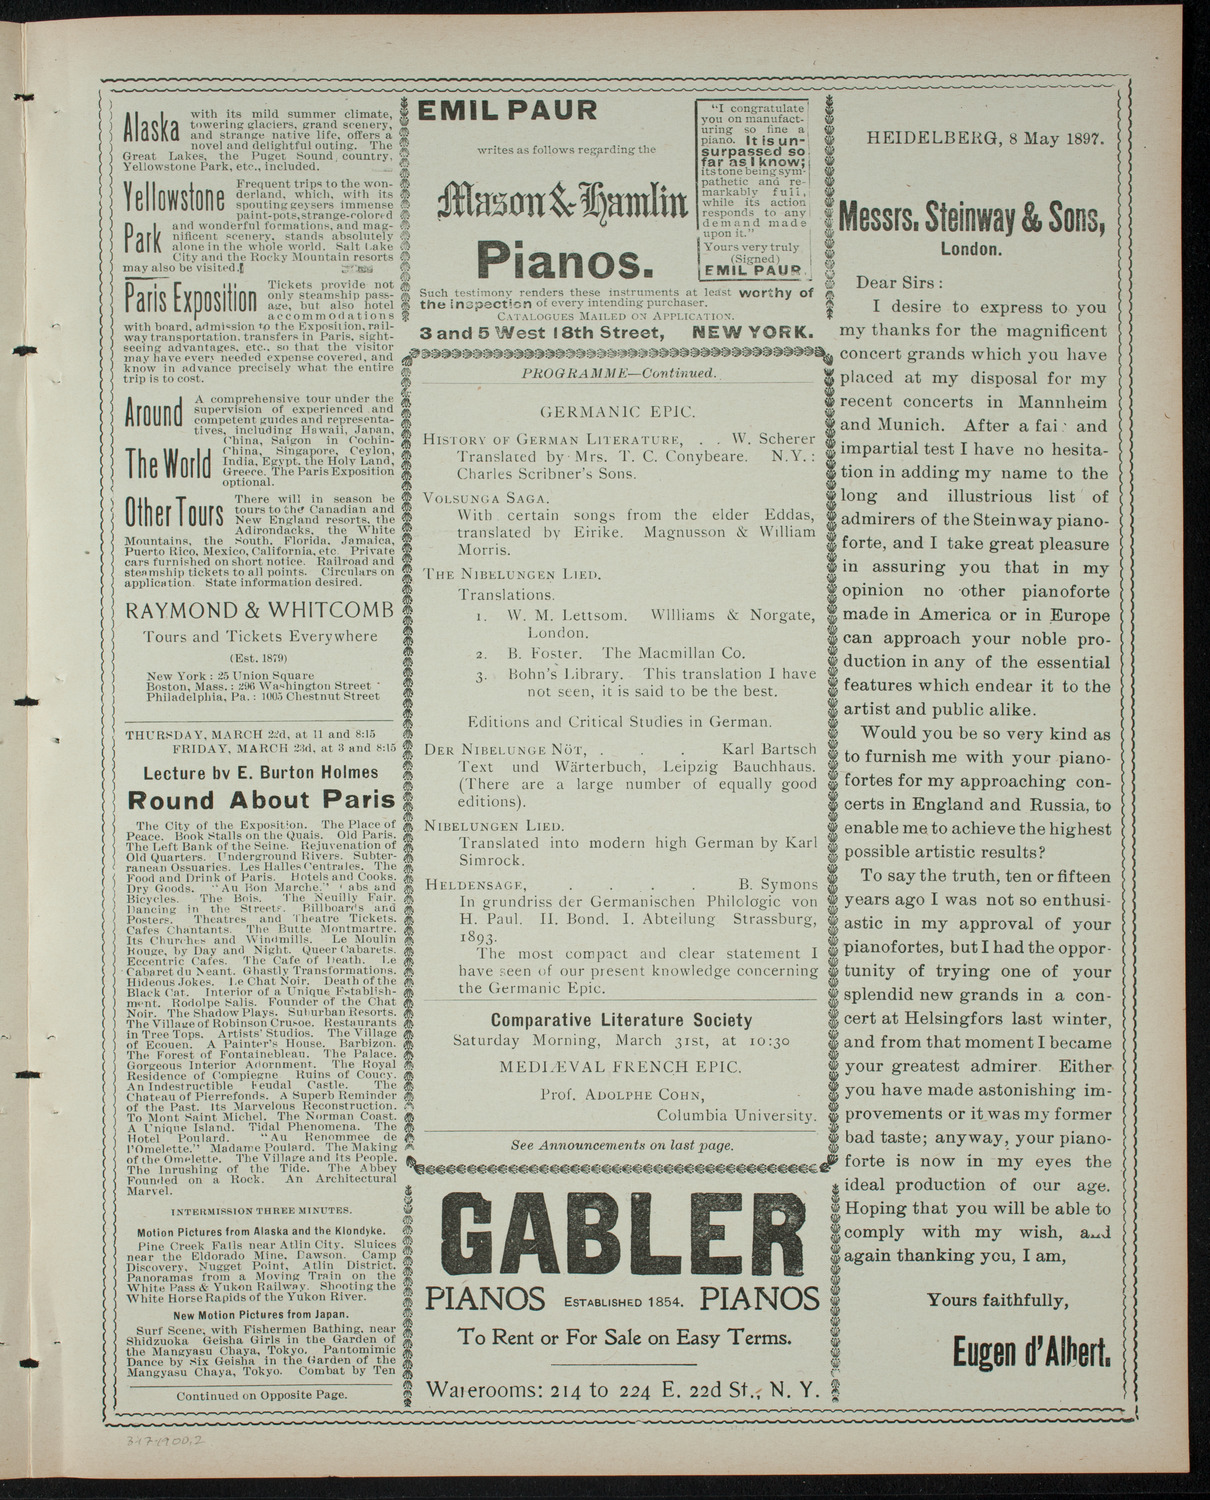 Alaska
with its mild summer climate,
towering glaciers, grand scenery,
and strange native life, offers a
novel and delightful outing. The
Great Lakes, the Puget Sound country,
Yellowstone Park, etc., included.
Yellowstone
Park
Frequent trips to the won-
derland, which, with its
spouting geysers immense
paint-pots, strange-colored
and wonderful formations, and mag-
nificent scenery, stands absolutely
alone in the whole world. Salt Lake
City and the Rocky Mountain resorts
may also be visited.
Paris Exposition
Tickets provide not
only steamship pass-
age, but also hotel
accommodations
with board, admission to the Exposition, rail-
way transportation, transfers in Paris, sight-
seeing advantages, etc., so that the visitor
may have every needed expense covered, and
know in advance precisely what the entire
trip is to cost.
Around
The World
A comprehensive tour under the
supervision of experienced and
competent guides and representa-
tives, including Hawaii, Japan,
China, Saigon in Cochin-
China, Singapore, Ceylon,
India, Egypt, the Holy Land,
Greece. The Paris Exposition
optional.
Other Tours
There will in season be
tours to the Canadian and
New England resorts, the
Adirondacks, the White
Mountains, the South, Florida, Jamaica,
Puerto Rico, Mexico, California, etc. Private
cars furnished on short notice. Railroad and
steamship tickets to all points. Circulars on
application. State information desired.
RAYMOND & WHITCOMB
Tours and Tickets Everywhere
(Est. 1879)
New York : 25 Union Square
Boston, Mass. : 296 Washington Street
Philadelphia, Pa. : 1005 Chestnut Street
THURSDAY, MARCH 22d, at 11 and 8:15
FRIDAY, MARCH 23d, at 3 and 8:15
Lecture by E. Burton Holmes
Round About Paris
The City of the Exposition. The Place of
Peace. Book Stalls on the Quais. Old Paris.
The Left Bank of the Seine. Rejuvenation of
Old Quarters. Underground Rivers. Subter-
ranean Ossuaries. Les Halles Centrales. The
Food and Drink of Paris. Hotels and Cooks.
Dry Goods. "Au Bon Marche." Cabs and
Bicycles. The Bois. The Neuilly Fair.
Dancing in the Streets. Billboards and
Posters. Theatres and Theatre Tickets.
Cafes Chantants. The Butte Montmartre.
Its Churches and Windmills. Le Moulin
Rouge, by Day and Night. Queer Cabarets.
Eccentric Cafes. The Cafe of Death. Le
Cabaret du Neant. Ghastly Transformations.
Hideous Jokes. Le Chat Noir. Death of the
Black Cat. Interior of a Unique Establish-
ment. Rodolpe Salis. Founder of the Chat
Noir. The Shadow Plays. Suburban Resorts.
The Village of Robinson Crusoe. Restaurants
in Tree Tops. Artists' Studios. The Village
of Ecouen. A Painter's House. Barbizon.
The Forest of Fontainebleau. The Palace.
Gorgeous Interior Adornment. The Royal
Residence of Compiegne. Ruins of Coucy.
An Indestructible Feudal Castle. The
Chateau of Pierrefonds. A Superb Reminder
of the Past. Its Marvelous Reconstruction.
To Mont Saint Michel. The Norman Coast.
A Unique Island. Tidal Phenomena. The
Hotel Poulard. "Au Renommee de
l'Omelette." Madame Poulard. The Making
of the Omelette. The Village and Its People.
The Inrushing of the Tide. The Abbey
Founded on a Rock. An Architectural
Marvel.
INTERMISSION THREE MINUTES.
Motion Pictures from Alaska and the Klondyke.
Pine Creek Falls near Atlin City. Sluices
near the Eldorado Mine, Dawson. Camp
Discovery, Nugget Point, Atlin District.
Panoramas from a Moving Train on the
White Pass & Yukon Railway. Shooting the
White Horse Rapids of the Yukon River.
New Motion Pictures from Japan.
Surf Scene, with Fishermen Bathing, near
Shidzuoka Geisha Girls in the Garden of
the Mangyasu Chaya, Tokyo. Pantomimic
Dance by Six Geisha in the Garden of the
Mangyasu Chaya, Tokyo. Combat by Ten
Continued on Opposite Page.
3-17-1900,2
EMIL PAUR
writes as follows regarding the
Mason & Hamlin
Pianos.
"I congratulate
you on manufact-
uring so fine a
piano. It is un-
surpassed so
far as I know;
its tone being sym-
pathetic and re-
markably full,
while its action
responds to any
demand made
upon it."
Yours very truly
(Signed)
EMIL PAUR.
Such testimony renders these instruments at least worthy of
the inspection of every intending purchaser.
CATALOGUES MAILED ON APPLICATION.
3 and 5 West 18th Street, NEW YORK.
PROGRAMME—Continued.
GERMANIC EPIC.
HISTORY OF GERMAN LITERATURE, . . W. Scherer
Translated by Mrs. T. C. Conybeare. N.Y.:
Charles Scribner's Sons.
VOLSUNGA SAGA.
With certain songs from the elder Eddas,
translated by Eirike. Magnusson & William
Morris.
THE NIBELUNGEN LIED.
Translations.
1. W. M. Lettsom. Williams & Norgate,
London.
2. B. Foster. The Macmillan Co.
3. Bohn's Library. This translation I have
not seen, it is said to be the best.
Editions and Critical Studies in German.
DER NIBELUNGE NÖT, . . . Karl Bartsch
Text und Wärterbuch, Leipzig Bauchhaus.
(There are a large number of equally good
editions).
NIBELUNGEN LIED.
Translated into modern high German by Karl
Simrock.
HELDENSAGE, . . . . B. Symons
In grundriss der Germanischen Philologic von
H. Paul. II. Bond. I. Abteilung Strassburg,
1893.
The most compact and clear statement I
have seen of our present knowledge concerning
the Germanic Epic.
Comparative Literature Society
Saturday Morning, March 31st, at 10:30
MEDIÆVAL FRENCH EPIC.
Prof. ADOLPHE COHN,
Columbia University.
See Announcements on last page.
GABLER
PIANOS ESTABLISHED 1854. PIANOS
To Rent or For Sale on Easy Terms.
Warerooms: 214 to 224 E. 22d St., N. Y.
HEIDELBERG, 8 May 1897.
Messrs. Steinway & Sons,
London.
Dear Sirs :
I desire to express to you
my thanks for the magnificent
concert grands which you have
placed at my disposal for my
recent concerts in Mannheim
and Munich. After a fair and
impartial test I have no hesita-
tion in adding my name to the
long and illustrious list of
admirers of the Steinway piano-
forte, and I take great pleasure
in assuring you that in my
opinion no other pianoforte
made in America or in Europe
can approach your noble pro-
duction in any of the essential
features which endear it to the
artist and public alike.
Would you be so very kind as
to furnish me with your piano-
fortes for my approaching con-
certs in England and Russia, to
enable me to achieve the highest
possible artistic results?
To say the truth, ten or fifteen
years ago I was not so enthusi-
astic in my approval of your
pianofortes, but I had the oppor-
tunity of trying one of your
splendid new grands in a con-
cert at Helsingfors last winter,
and from that moment I became
your greatest admirer. Either
you have made astonishing im-
provements or it was my former
bad taste; anyway, your piano-
forte is now in my eyes the
ideal production of our age.
Hoping that you will be able to
comply with my wish, and
again thanking you, I am,
Yours faithfully,
Eugen d'Albert.